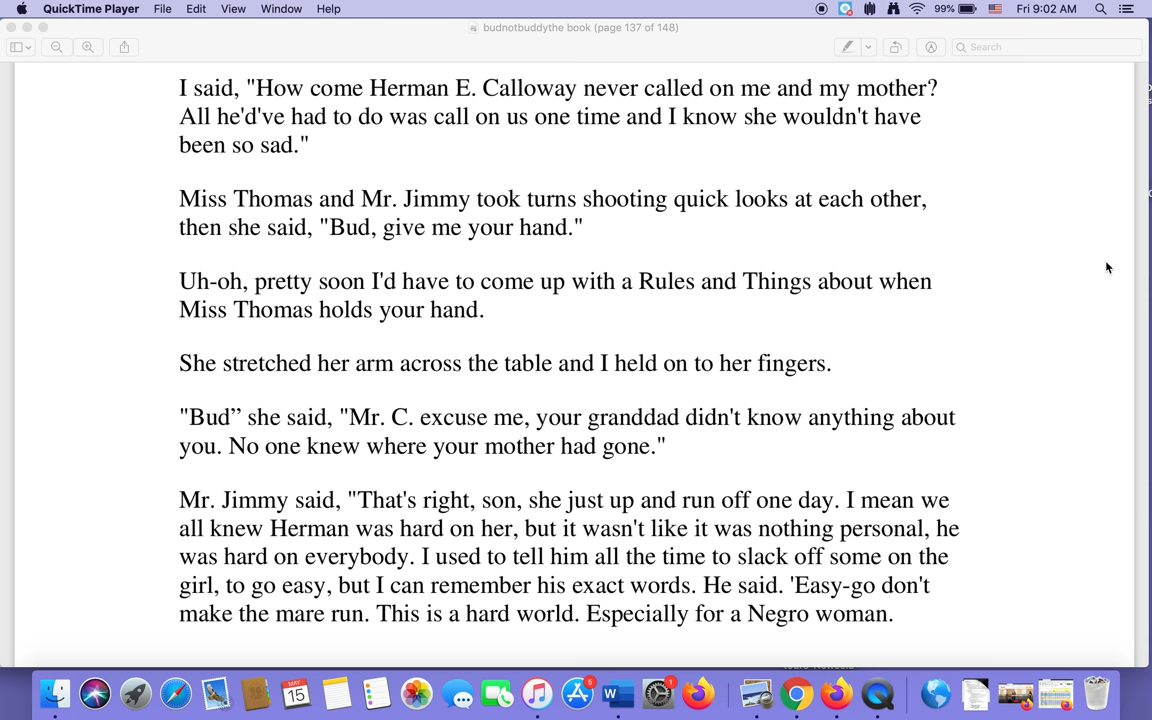 QuickTime Player File Edit View Window Help 99% Fri 9:02 AM
budnotbuddythe book (page 137 of 148)
Search
I said, "How come Herman E. Calloway never called on me and my mother?
All he'd've had to do was call on us one time and I know she wouldn't have
been so sad."
Miss Thomas and Mr. Jimmy took turns shooting quick looks at each other,
then she said, "Bud, give me your hand."
Uh-oh, pretty soon I'd have to come up with a Rules and Things about when
Miss Thomas holds your hand.
She stretched her arm across the table and I held on to her fingers.
"Bud” she said, "Mr. C. excuse me, your granddad didn't know anything about
you. No one knew where your mother had gone."
Mr. Jimmy said, "That's right, son, she just up and run off one day. I mean we
all knew Herman was hard on her, but it wasn't like it was nothing personal, he
was hard on everybody. I used to tell him all the time to slack off some on the
girl, to go easy, but I can remember his exact words. He said. 'Easy-go don't
make the mare run. This is a hard world. Especially for a Negro woman.
MAY
15
5
W
1